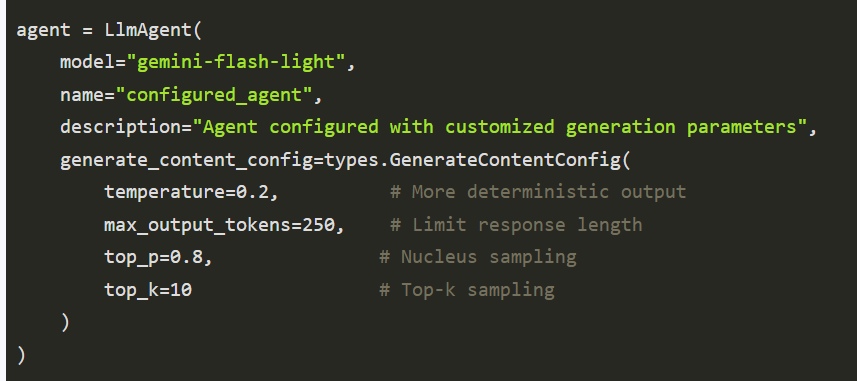 agent = LlmAgent(
    model="gemini-flash-light",
    name="configured_agent",
    description="Agent configured with customized generation parameters",
    generate_content_config=types.GenerateContentConfig(
        temperature=0.2,          # More deterministic output
        max_output_tokens=250,    # Limit response length
        top_p=0.8,               # Nucleus sampling
        top_k=10                 # Top-k sampling
    )
)